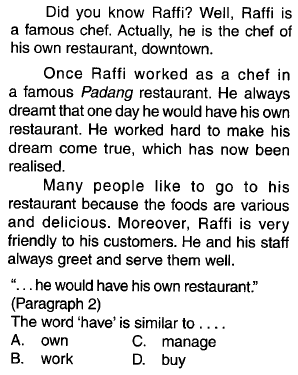 Did you know Raffi? Well, Raffi is
a famous chef. Actually, he is the chef of
his own restaurant, downtown.
Once Raffi worked as a chef in
a famous Padang restaurant. He always
dreamt that one day he would have his own
restaurant. He worked hard to make his
dream come true, which has now been
realised.
Many people like to go to his
restaurant because the foods are various
and delicious. Moreover, Raffi is very
friendly to his customers. He and his staff
always greet and serve them well.
“. . . he would have his own restaurant.”
(Paragraph 2)
The word ‘have’ is similar to . . . .
A. own C. manage
B. work D. buy